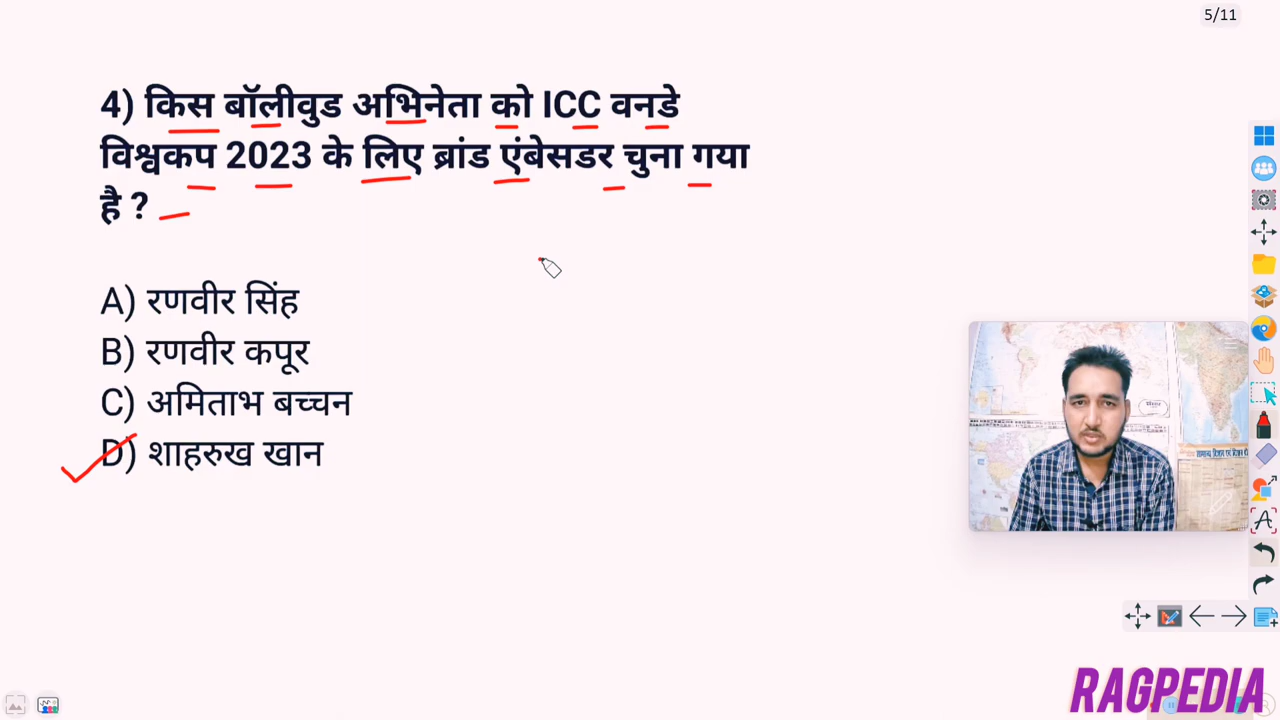 5/11
4) किस बॉलीवुड अभिनेता को ICC वनडे
विश्वकप 2023 के लिए ब्रांड एंबेसडर चुना गया
है ?
A) रणवीर सिंह
B) रणवीर कपूर
C) अमिताभ बच्चन
D) शाहरुख खान
RAGPEDIA